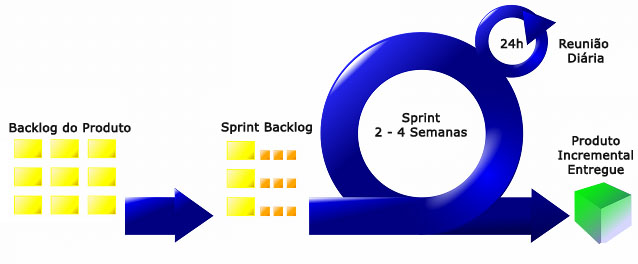 Backlog do Produto
Sprint Backlog
Sprint
2 - 4 Semanas
24h
Reunião
Diária
Produto
Incremental
Entregue